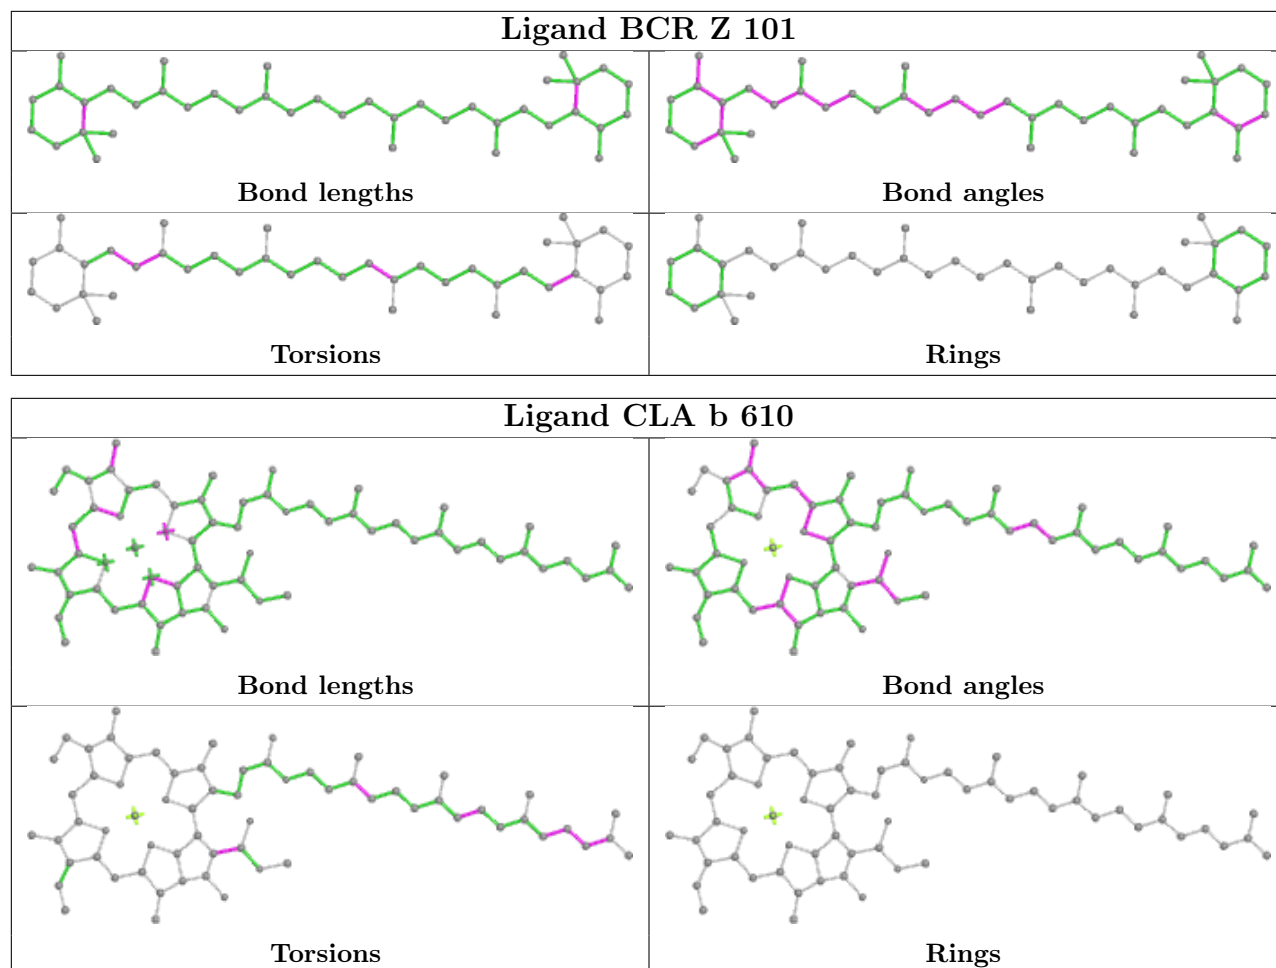 Ligand BCR Z 101
Bond lengths
Bond angles
Torsions
Rings
Ligand CLA b 610
Bond lengths
Bond angles
Torsions
Rings